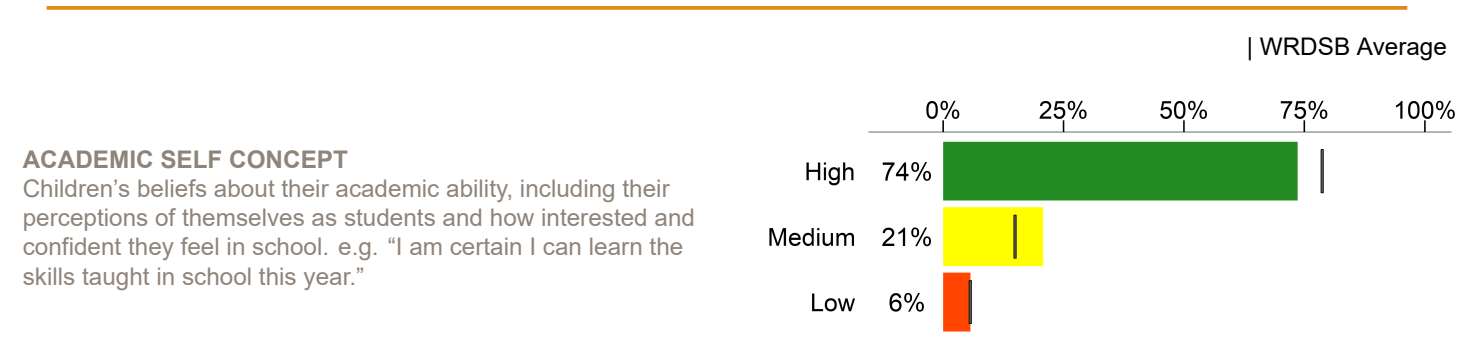 | WRDSB Average
0% 25% 50% 75% 100%
ACADEMIC SELF CONCEPT
Children’s beliefs about their academic ability, including their
perceptions of themselves as students and how interested and
confident they feel in school. e.g. “I am certain I can learn the
skills taught in school this year.”
High 74%
Medium 21%
Low 6%